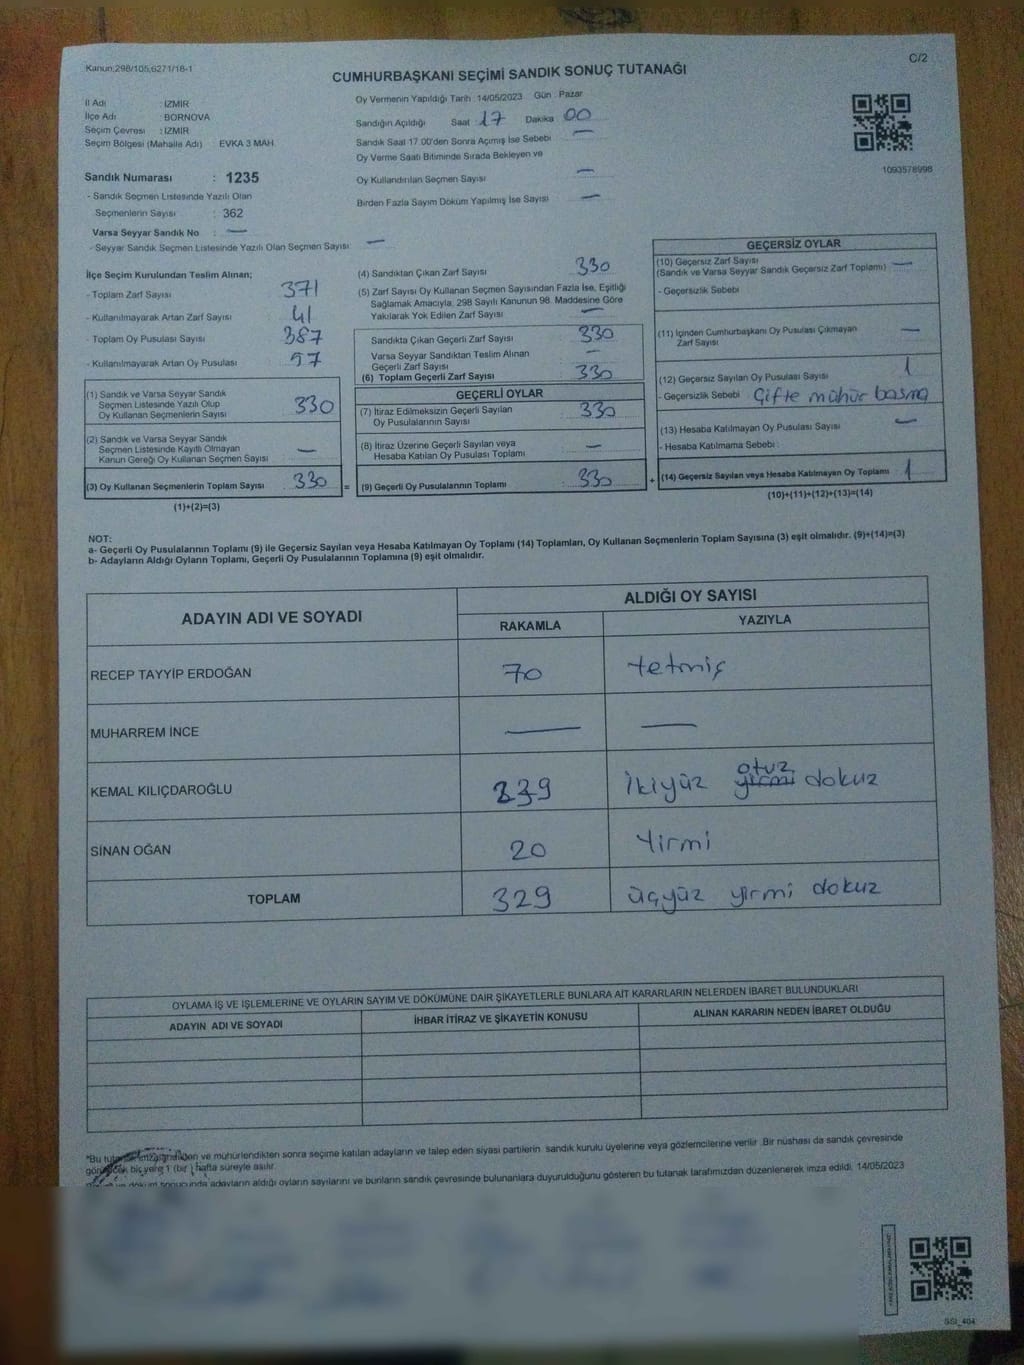 Kanun;298/105,6271/16-1
C/2
CUMHURBAŞKANI SEÇİMİ SANDIK SONUÇ TUTANAĞI
İl Adı : İZMİR
İlçe Adı : BORNOVA
Seçim Çevresi : İZMİR
Seçim Bölgesi (Mahalle Adı) : EVKA 3 MAH.
Oy Vermenin Yapıldığı Tarih : 14/05/2023 Gün : Pazar
Sandığın Açıldığı Saat : 17 Dakika 00
Sandık Saat 17.00'den Sonra Açımış İse Sebebi —
Oy Verme Saati Bitiminde Sırada Bekleyen ve
Oy Kullandırılan Seçmen Sayısı —
Birden Fazla Sayım Döküm Yapılmış İse Sayısı —
1093578998
Sandık Numarası : 1235
- Sandık Seçmen Listesinde Yazılı Olan
Seçmenlerin Sayısı : 362
Varsa Seyyar Sandık No : —
- Seyyar Sandık Seçmen Listesinde Yazılı Olan Seçmen Sayısı: —
İlçe Seçim Kurulundan Teslim Alınan;
- Toplam Zarf Sayısı : 371
- Kullanılmayarak Artan Zarf Sayısı : 41
- Toplam Oy Pusulası Sayısı : 387
- Kullanılmayarak Artan Oy Pusulası : 57
(1) Sandık ve Varsa Seyyar Sandık
Seçmen Listesinde Yazılı Olup
Oy Kullanan Seçmenlerin Sayısı : 330
(2) Sandık ve Varsa Seyyar Sandık
Seçmen Listesinde Kayıtlı Olmayan
Kanun Gereği Oy Kullanan Seçmen Sayısı : —
(3) Oy Kullanan Seçmenlerin Toplam Sayısı : 330
(1)+(2)=(3)
=
(4) Sandıktan Çıkan Zarf Sayısı 330
(5) Zarf Sayısı Oy Kullanan Seçmen Sayısından Fazla İse, Eşitliği
Sağlamak Amacıyla, 298 Sayılı Kanunun 98. Maddesine Göre
Yakılarak Yok Edilen Zarf Sayısı —
Sandıkta Çıkan Geçerli Zarf Sayısı : 330
Varsa Seyyar Sandıktan Teslim Alınan
Geçerli Zarf Sayısı : —
(6) Toplam Geçerli Zarf Sayısı : 330
GEÇERLİ OYLAR
(7) İtiraz Edilmeksizin Geçerli Sayılan
Oy Pusulalarının Sayısı : 330
(8) İtiraz Üzerine Geçerli Sayılan veya
Hesaba Katılan Oy Pusulası Toplamı : —
(9) Geçerli Oy Pusulalarının Toplamı : 330
+
GEÇERSİZ OYLAR
(10) Geçersiz Zarf Sayısı
(Sandık ve Varsa Seyyar Sandık Geçersiz Zarf Toplamı) —
- Geçersizlik Sebebi
(11) İçinden Cumhurbaşkanı Oy Pusulası Çıkmayan
Zarf Sayısı —
(12) Geçersiz Sayılan Oy Pusulası Sayısı 1
- Geçersizlik Sebebi : Çifte mühür basma
(13) Hesaba Katılmayan Oy Pusulası Sayısı —
- Hesaba Katılmama Sebebi :
(14) Geçersiz Sayılan veya Hesaba Katılmayan Oy Toplamı 1
(10)+(11)+(12)+(13)=(14)
NOT:
a- Geçerli Oy Pusulalarının Toplamı (9) ile Geçersiz Sayılan veya Hesaba Katılmayan Oy Toplamı (14) Toplamları, Oy Kullanan Seçmenlerin Toplam Sayısına (3) eşit olmalıdır. (9)+(14)=(3)
b- Adayların Aldığı Oyların Toplamı, Geçerli Oy Pusulalarının Toplamına (9) eşit olmalıdır.
ADAYIN ADI VE SOYADI
ALDIĞI OY SAYISI
RAKAMLA YAZIYLA
RECEP TAYYİP ERDOĞAN 70 tetmiş
MUHARREM İNCE — —
KEMAL KILIÇDAROĞLU 239 İkiyüz yirmi otuz dokuz
SİNAN OĞAN 20 Yirmi
TOPLAM 329 üçyüz yirmi dokuz
OYLAMA İŞ VE İŞLEMLERİNE VE OYLARIN SAYIM VE DÖKÜMÜNE DAİR ŞİKAYETLERLE BUNLARA AİT KARARLARIN NELERDEN İBARET BULUNDUKLARI
ADAYIN ADI VE SOYADI İHBAR İTİRAZ VE ŞİKAYETİN KONUSU ALINAN KARARIN NEDEN İBARET OLDUĞU
*Bu tutanak imzalandıktan ve mühürlendikten sonra seçime katılan adayların ve talep eden siyasi partilerin sandık kurulu üyelerine veya gözlemcilerine verilir. Bir nüshası da sandık çevresinde
görülecek bir yere 1 (bir) hafta süreyle asılır.
döküm sonucunda adayların aldığı oyların sayılarını ve bunların sandık çevresinde bulunanlara duyurulduğunu gösteren bu tutanak tarafımızdan düzenlenerek imza edildi. 14/05/2023
SSİ_404